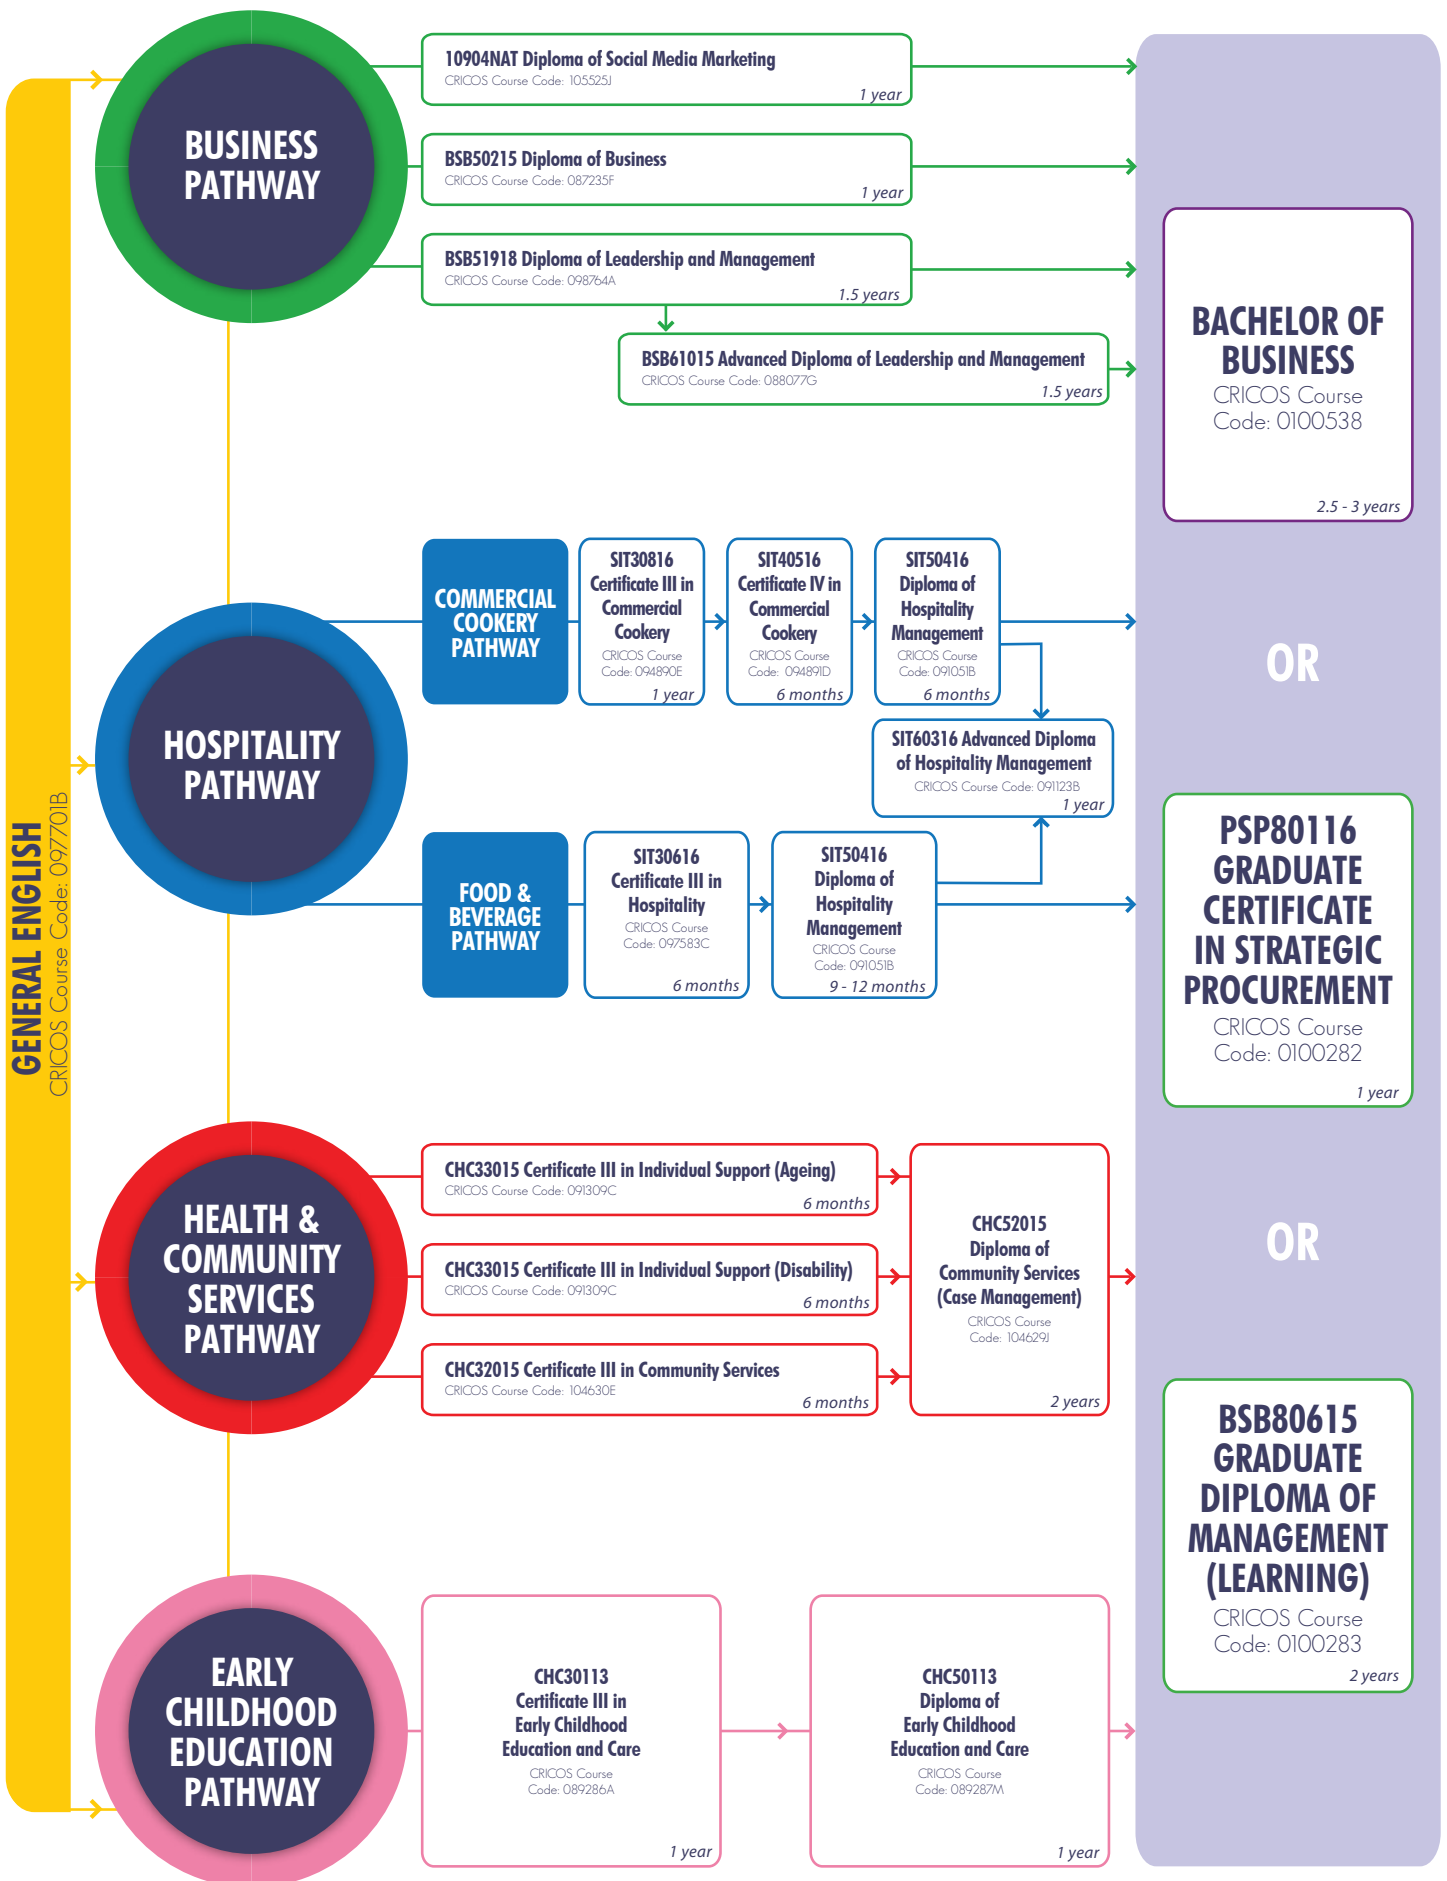 GENERAL ENGLISH
CRICOS Course Code: 097701B
BUSINESS
PATHWAY
10904NAT Diploma of Social Media Marketing
CRICOS Course Code: 105525J
1 year
BSB50215 Diploma of Business
CRICOS Course Code: 087235F
1 year
BSB51918 Diploma of Leadership and Management
CRICOS Course Code: 098764A
1.5 years
BSB61015 Advanced Diploma of Leadership and Management
CRICOS Course Code: 088077G
1.5 years
HOSPITALITY
PATHWAY
COMMERCIAL
COOKERY
PATHWAY
SIT30816
Certificate III in
Commercial
Cookery
CRICOS Course
Code: 094890E
1 year
SIT40516
Certificate IV in
Commercial
Cookery
CRICOS Course
Code: 094891D
6 months
SIT50416
Diploma of
Hospitality
Management
CRICOS Course
Code: 091051B
6 months
SIT60316 Advanced Diploma
of Hospitality Management
CRICOS Course Code: 091123B
1 year
FOOD &
BEVERAGE
PATHWAY
SIT30616
Certificate III in
Hospitality
CRICOS Course
Code: 097583C
6 months
SIT50416
Diploma of
Hospitality
Management
CRICOS Course
Code: 091051B
9 - 12 months
HEALTH &
COMMUNITY
SERVICES
PATHWAY
CHC33015 Certificate III in Individual Support (Ageing)
CRICOS Course Code: 091309C
6 months
CHC33015 Certificate III in Individual Support (Disability)
CRICOS Course Code: 091309C
6 months
CHC32015 Certificate III in Community Services
CRICOS Course Code: 104630E
6 months
CHC52015
Diploma of
Community Services
(Case Management)
CRICOS Course
Code: 104629J
2 years
EARLY
CHILDHOOD
EDUCATION
PATHWAY
CHC30113
Certificate III in
Early Childhood
Education and Care
CRICOS Course
Code: 089286A
1 year
CHC50113
Diploma of
Early Childhood
Education and Care
CRICOS Course
Code: 089287M
1 year
BACHELOR OF
BUSINESS
CRICOS Course
Code: 0100538
2.5 - 3 years
OR
PSP80116
GRADUATE
CERTIFICATE
IN STRATEGIC
PROCUREMENT
CRICOS Course
Code: 0100282
1 year
OR
BSB80615
GRADUATE
DIPLOMA OF
MANAGEMENT
(LEARNING)
CRICOS Course
Code: 0100283
2 years